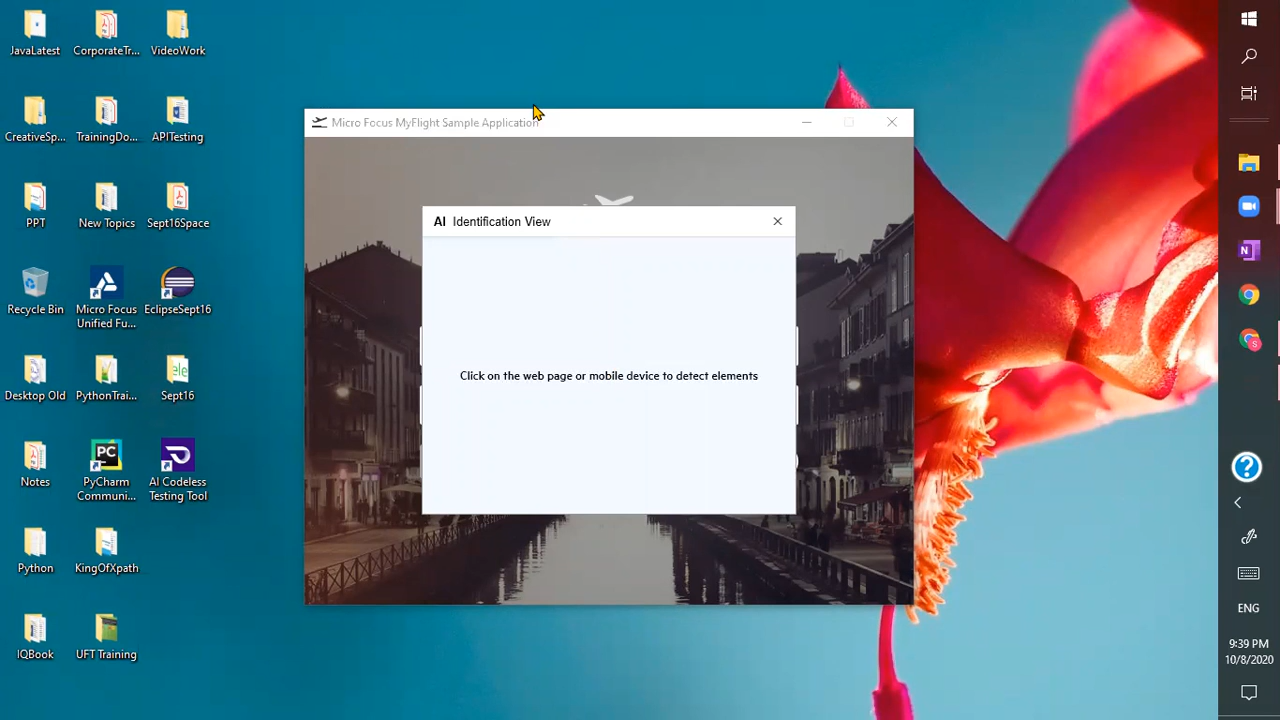 JavaLatest
CorporateTr...
VideoWork
CreativeSp...
TrainingDo...
APITesting
PPT
New Topics
Sept16Space
Recycle Bin
Micro Focus
Unified Fu...
EclipseSept16
Desktop Old
PythonTrai...
Sept16
Notes
PyCharm
Communi...
AI Codeless
Testing Tool
Python
KingOfXpath
IQBook
UFT Training
Micro Focus MyFlight Sample Application
AI Identification View
Click on the web page or mobile device to detect elements
ENG
9:39 PM
10/8/2020